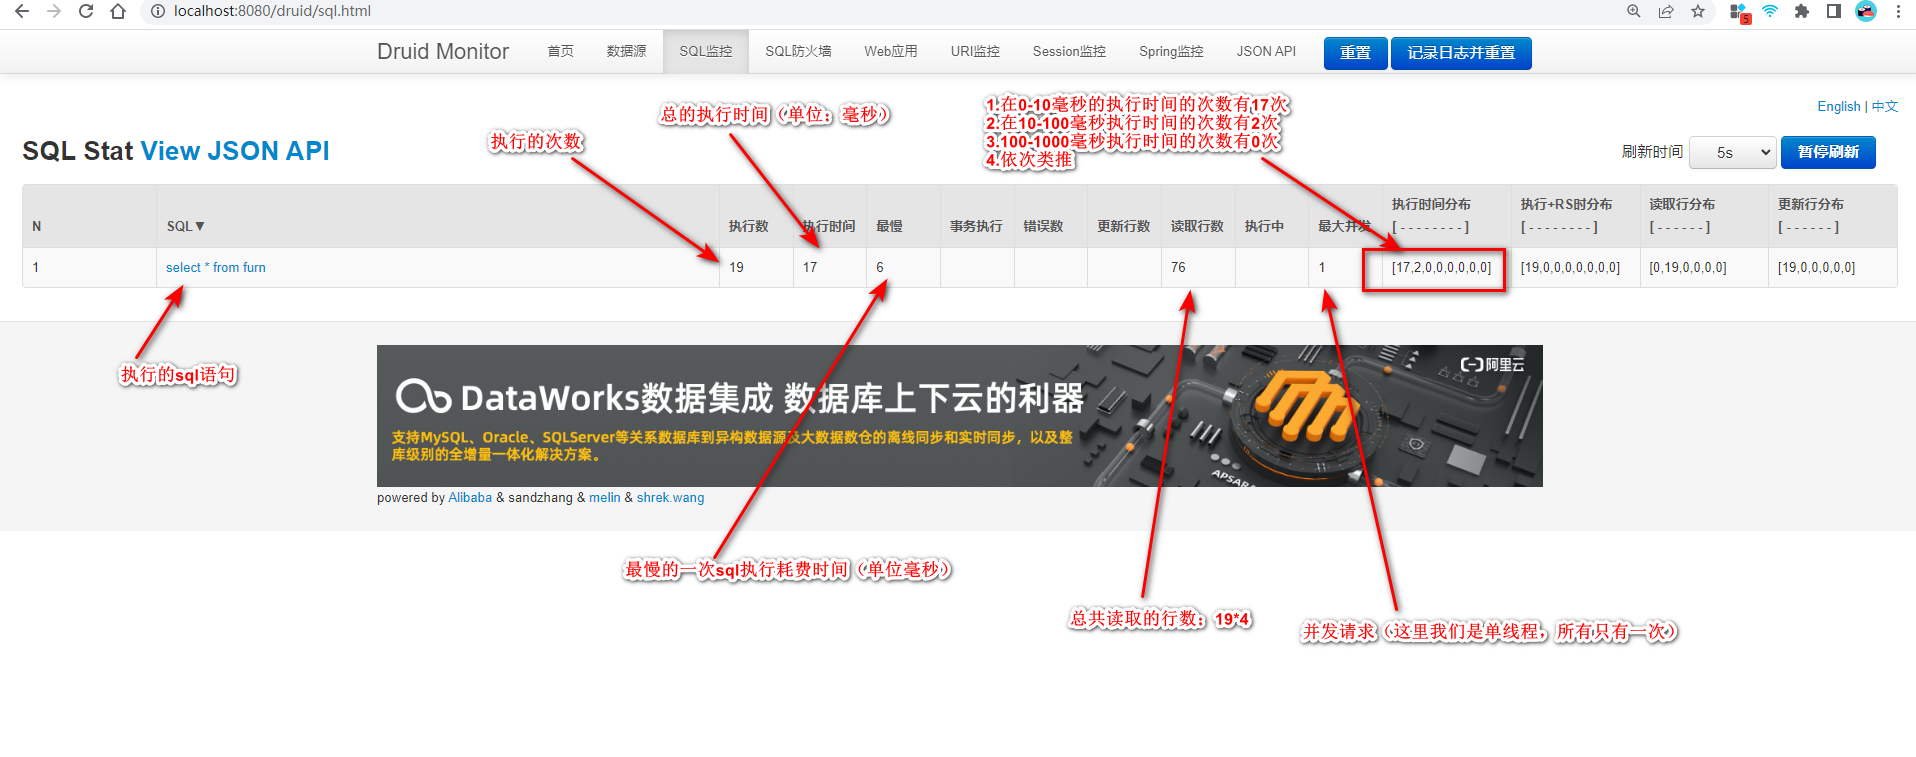 localhost:8080/druid/sql.html
5
Druid Monitor 首页 数据源 SQL监控 SQL防火墙 Web应用 URI监控 Session监控 Spring监控 JSON API 重置 记录日志并重置
English | 中文
总的执行时间（单位：毫秒）
执行的次数
1.在0-10毫秒的执行时间的次数有17次
2.在10-100毫秒执行时间的次数有2次
3.100-1000毫秒执行时间的次数有0次
4.依次类推
SQL Stat View JSON API
刷新时间 5s 暂停刷新
N SQL▼ 执行数 执行时间 最慢 事务执行 错误数 更新行数 读取行数 执行中 最大并发 执行时间分布 [ - - - - - - - - ] 执行+RS时分布 [ - - - - - - - - ] 读取行分布 [ - - - - - - ] 更新行分布 [ - - - - - - ]
1 select * from furn 19 17 6 76 1 [17,2,0,0,0,0,0,0] [19,0,0,0,0,0,0,0] [0,19,0,0,0,0] [19,0,0,0,0,0]
执行的sql语句
阿里云
DataWorks数据集成 数据库上下云的利器
支持MySQL、Oracle、SQLServer等关系数据库到异构数据源及大数据数仓的离线同步和实时同步，以及整
库级别的全增量一体化解决方案。
APSARA
powered by Alibaba & sandzhang & melin & shrek.wang
最慢的一次sql执行耗费时间（单位毫秒）
总共读取的行数：19*4
并发请求（这里我们是单线程，所有只有一次）